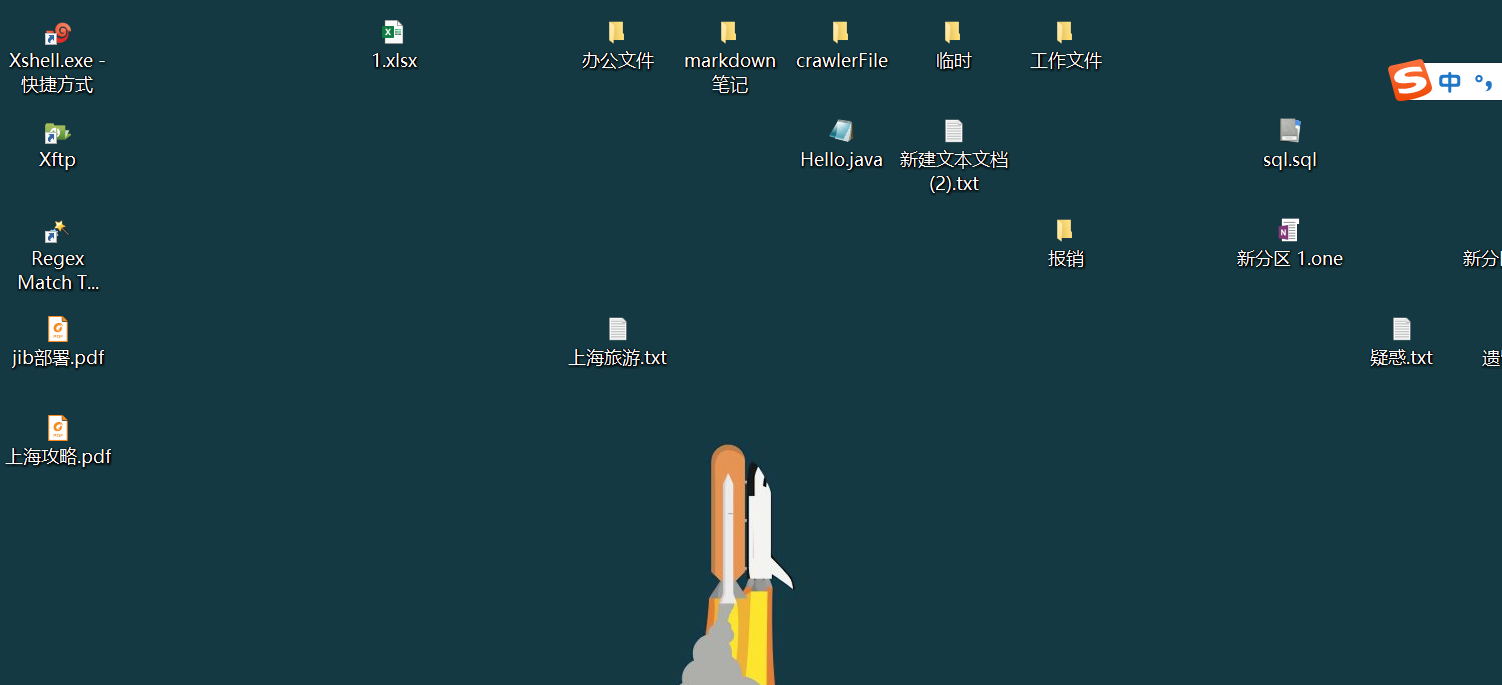 Xshell.exe -
快捷方式
1.xlsx
办公文件
markdown
笔记
crawlerFile
临时
工作文件
中 °,
Xftp
Hello.java
新建文本文档
(2).txt
sql.sql
Regex
Match T...
报销
新分区 1.one
新分
jib部署.pdf
上海旅游.txt
疑惑.txt
上海攻略.pdf